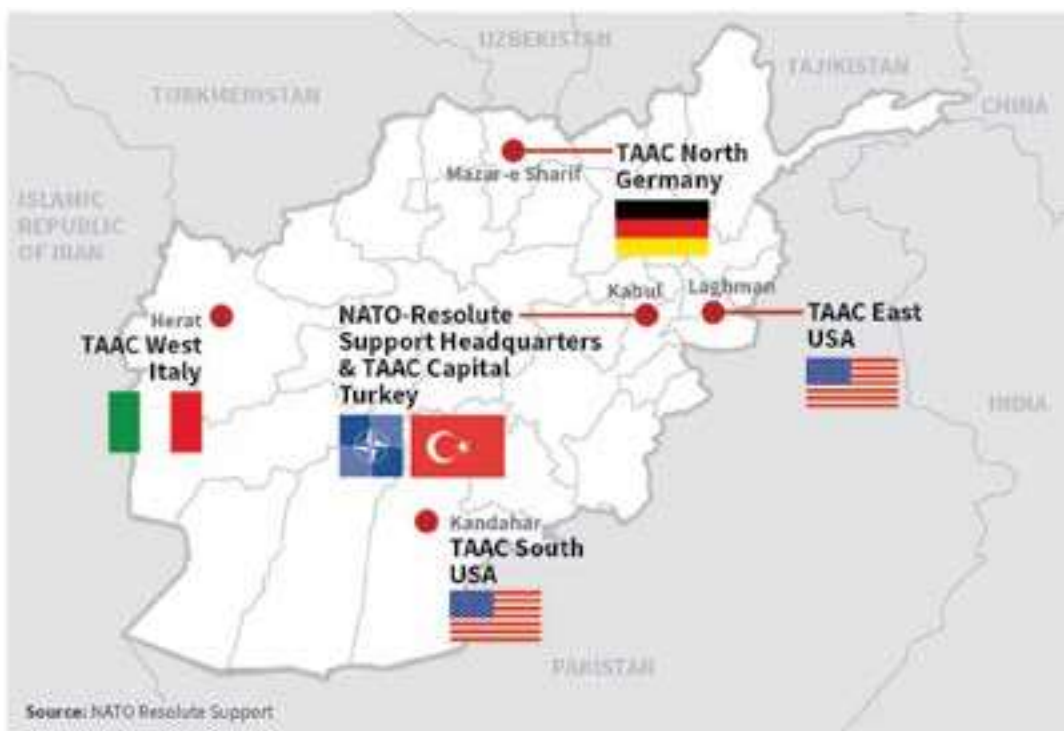 UZBEKISTAN
TAJIKISTAN
TURKMENISTAN
CHINA
Mazar-e Sharif
TAAC North
Germany
ISLAMIC
REPUBLIC
OF IRAN
Kabul
Laghman
Herat
TAAC West
Italy
NATO-Resolute
Support Headquarters
& TAAC Capital
Turkey
TAAC East
USA
INDIA
Kandahar
TAAC South
USA
PAKISTAN
Source: NATO Resolute Support